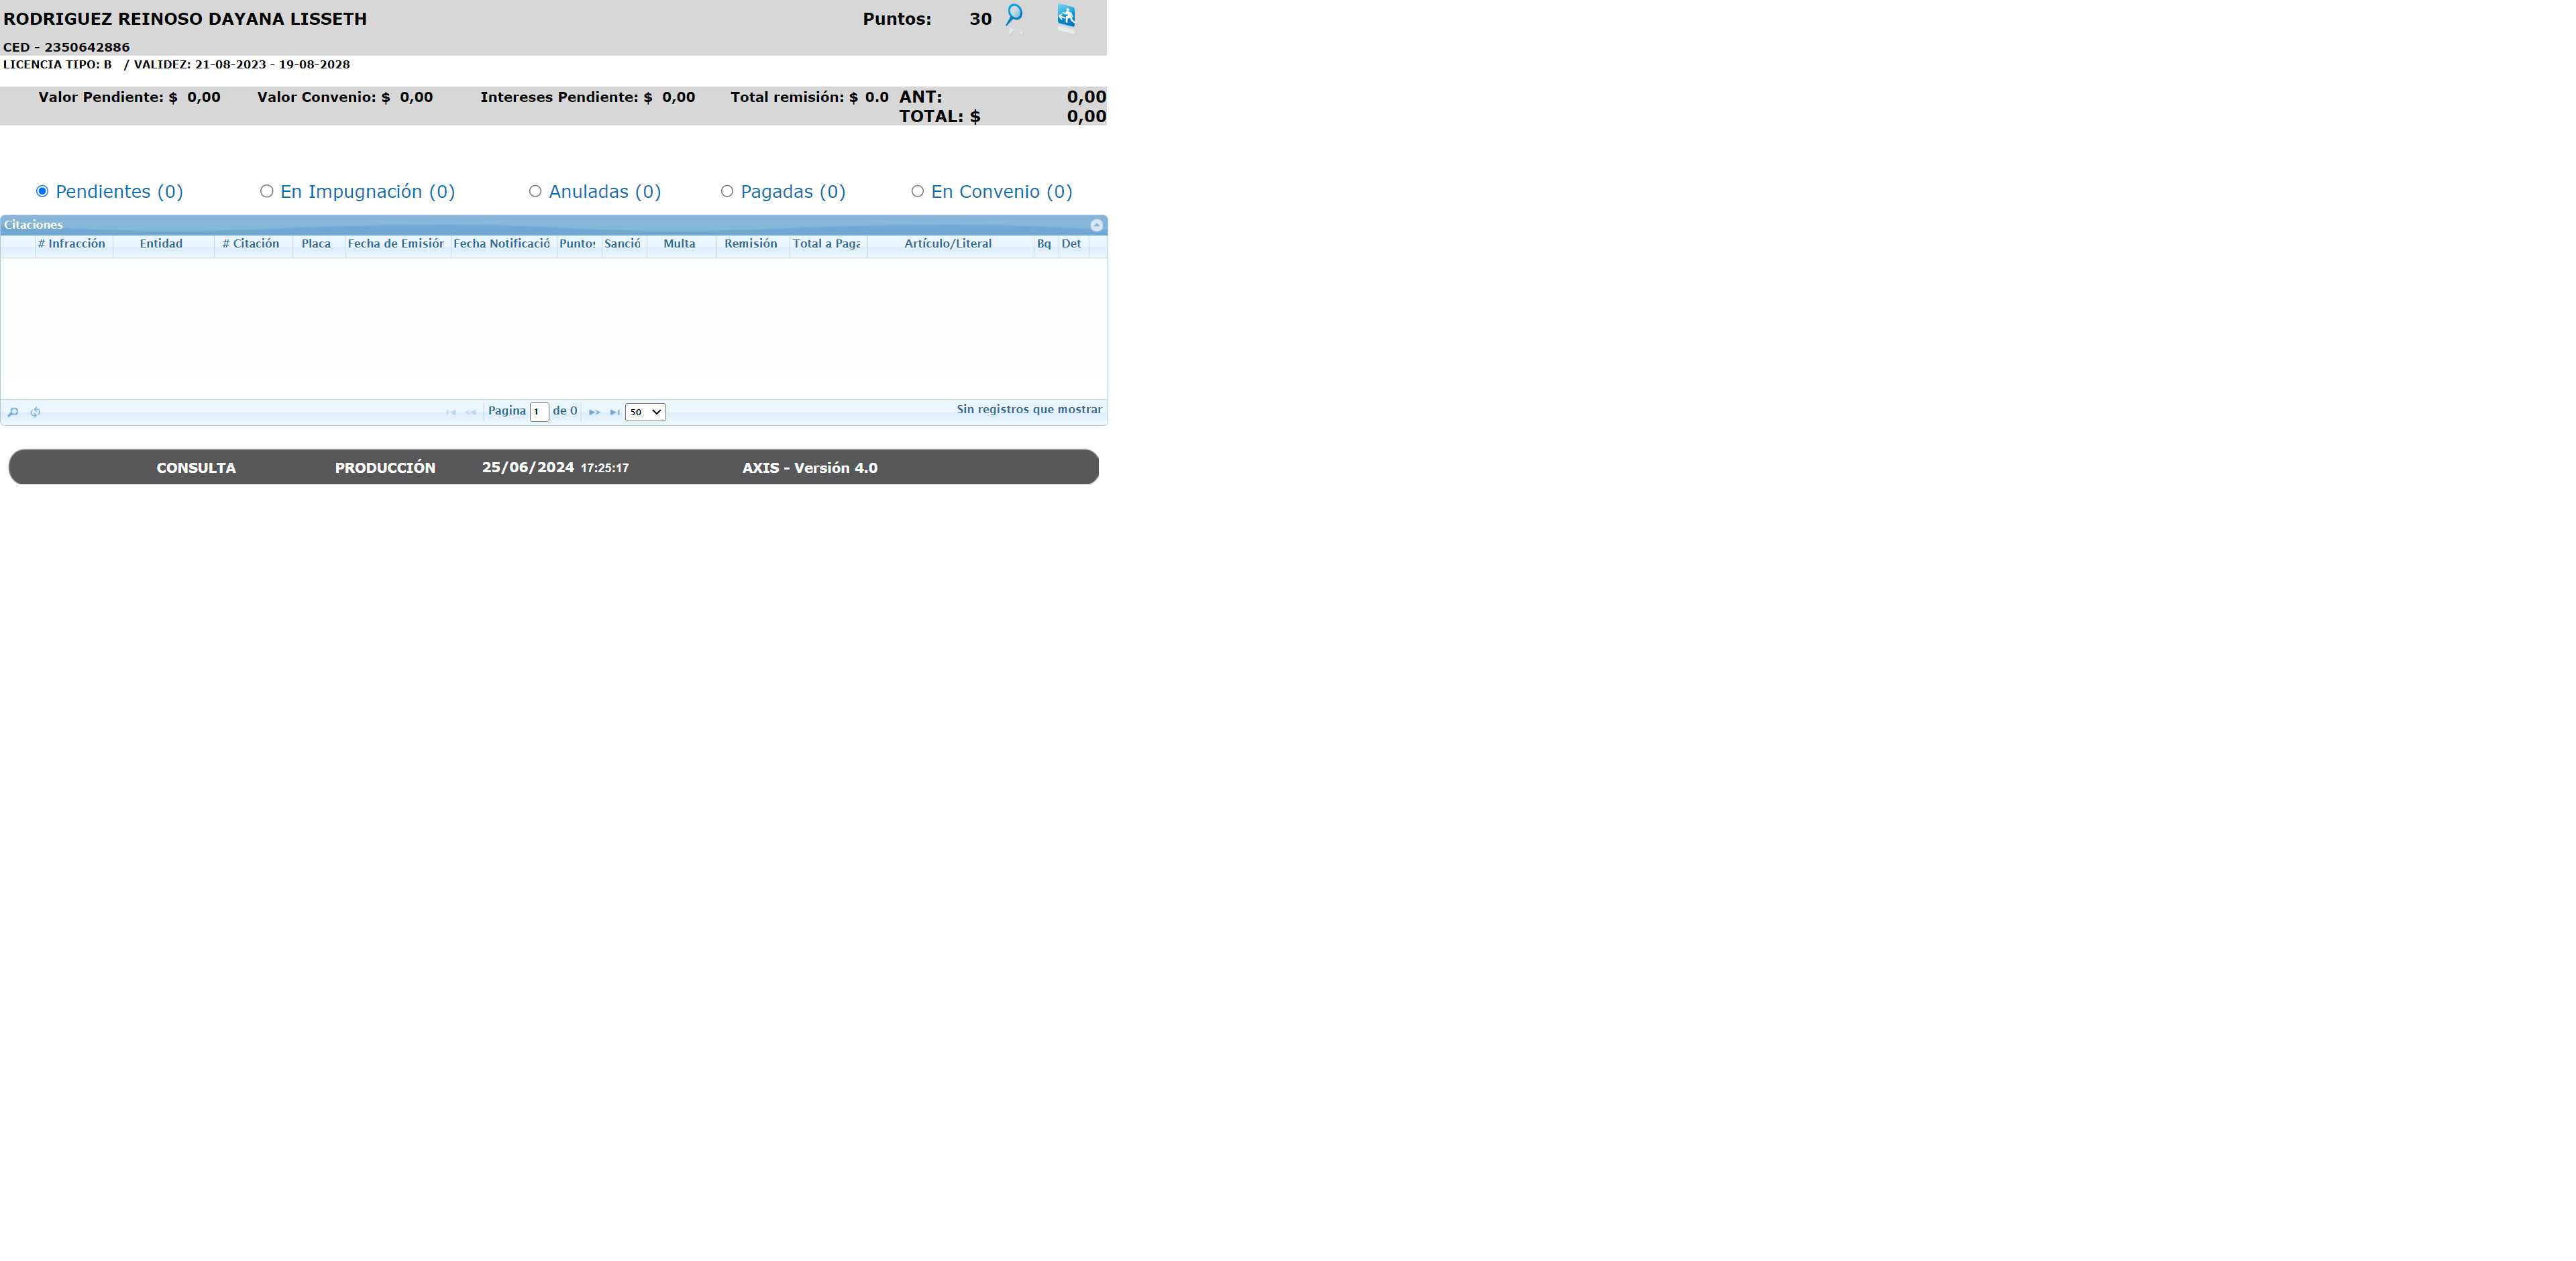 RODRIGUEZ REINOSO DAYANA LISSETH Puntos: 30
CED - 2350642886
LICENCIA TIPO: B / VALIDEZ: 21-08-2023 - 19-08-2028
Valor Pendiente: $ 0,00 Valor Convenio: $ 0,00 Intereses Pendiente: $ 0,00 Total remisión: $ 0.0 ANT: 0,00
TOTAL: $ 0,00
Pendientes (0) En Impugnación (0) Anuladas (0) Pagadas (0) En Convenio (0)
Citaciones
# Infracción Entidad # Citación Placa Fecha de Emisión Fecha Notificació Puntos Sanció Multa Remisión Total a Paga Artículo/Literal Bq Det
Pagina 1 de 0 50 Sin registros que mostrar
CONSULTA PRODUCCIÓN 25/06/2024 17:25:17 AXIS - Versión 4.0